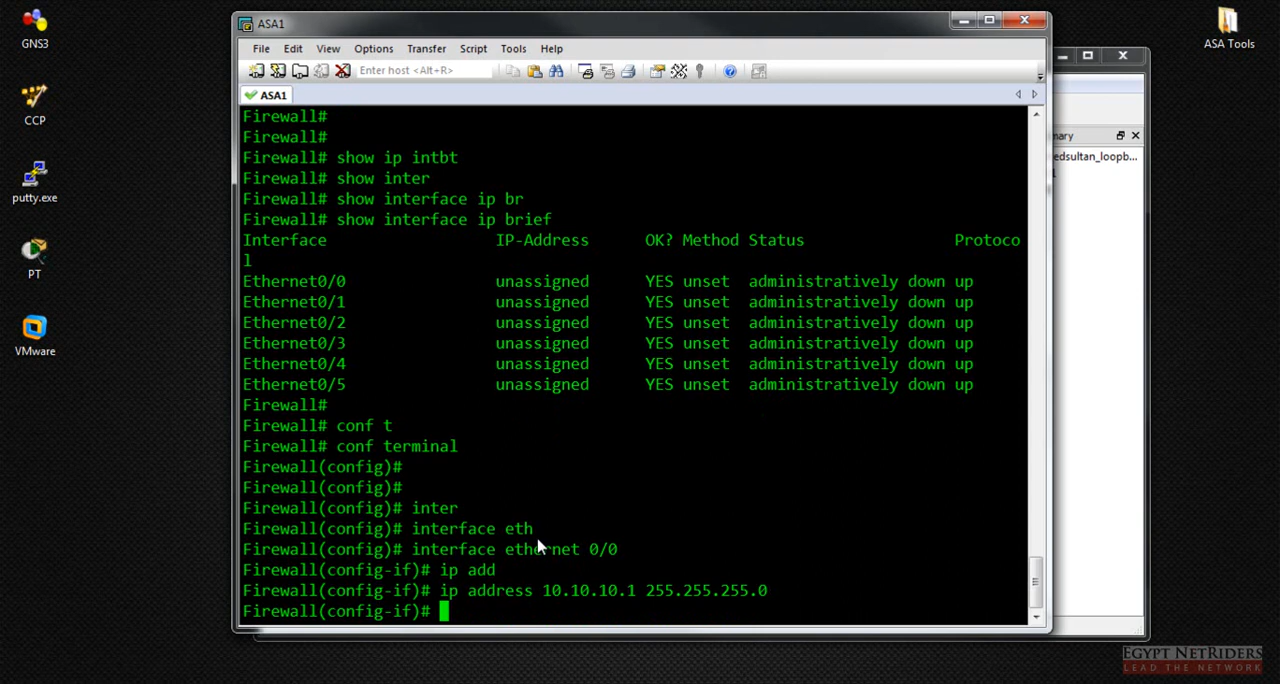 GNS3
CCP
putty.exe
PT
VMware
ASA Tools
ASA1
File Edit View Options Transfer Script Tools Help
Enter host <Alt+R>
ASA1
Firewall#
Firewall#
Firewall# show ip intbt
Firewall# show inter
Firewall# show interface ip br
Firewall# show interface ip brief
Interface IP-Address OK? Method Status Protoco
l
Ethernet0/0 unassigned YES unset administratively down up
Ethernet0/1 unassigned YES unset administratively down up
Ethernet0/2 unassigned YES unset administratively down up
Ethernet0/3 unassigned YES unset administratively down up
Ethernet0/4 unassigned YES unset administratively down up
Ethernet0/5 unassigned YES unset administratively down up
Firewall#
Firewall# conf t
Firewall# conf terminal
Firewall(config)#
Firewall(config)#
Firewall(config)# inter
Firewall(config)# interface eth
Firewall(config)# interface ethernet 0/0
Firewall(config-if)# ip add
Firewall(config-if)# ip address 10.10.10.1 255.255.255.0
Firewall(config-if)#
mary
edsultan_loopb...
EGYPT NETRIDERS
LEAD THE NETWORK